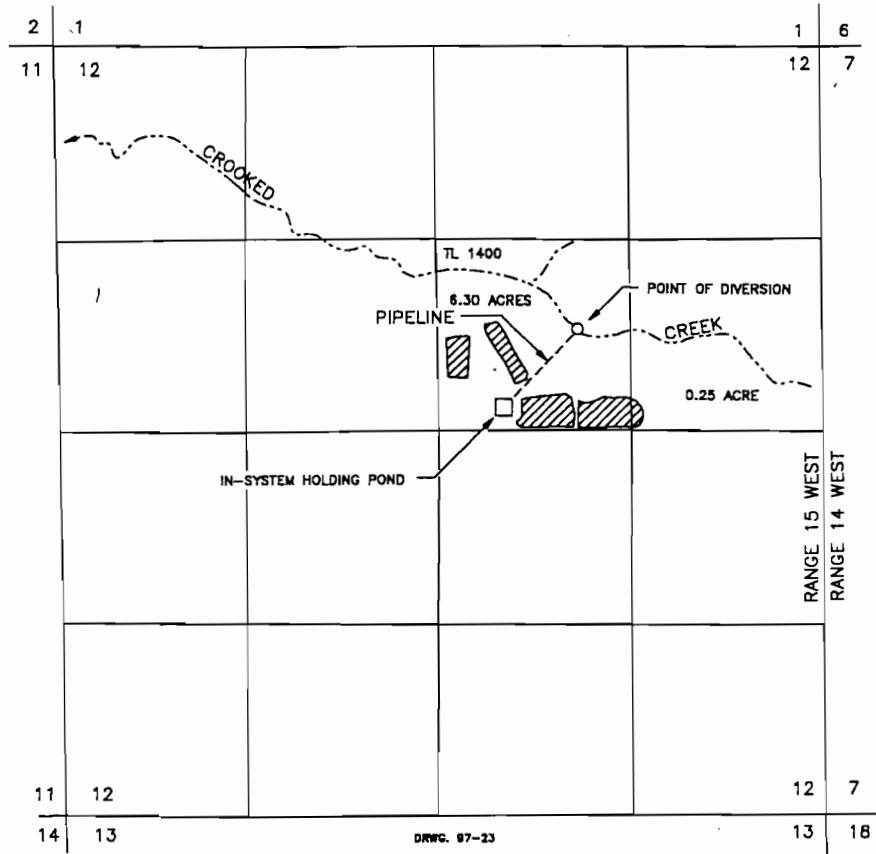 2 1 1 6
11 12 12 7
CROOKED
TL 1400
6.30 ACRES
POINT OF DIVERSION
PIPELINE
CREEK
0.25 ACRE
IN-SYSTEM HOLDING POND
RANGE 15 WEST
RANGE 14 WEST
11 12 12 7
14 13 13 18
DRWG. 97-23